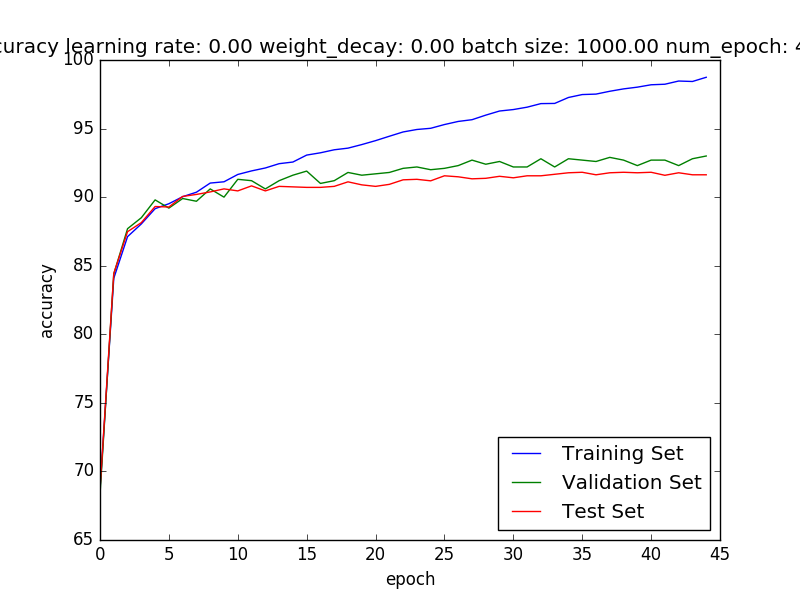 curacy learning rate: 0.00 weight_decay: 0.00 batch size: 1000.00 num_epoch: 4
100
95
90
85
80
75
70
65
accuracy
Training Set
Validation Set
Test Set
0 5 10 15 20 25 30 35 40 45
epoch